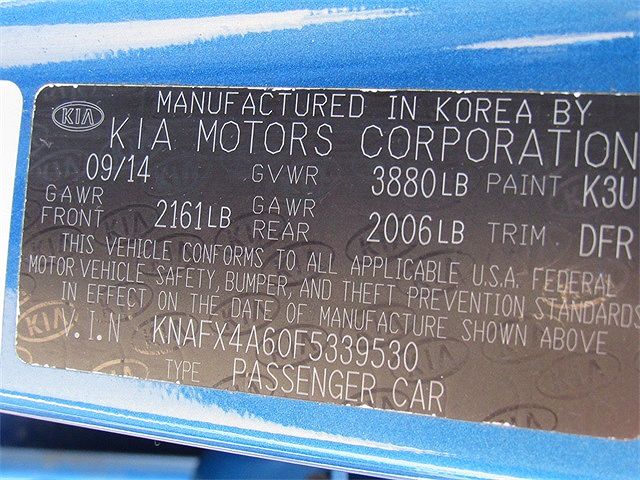 KIA MANUFACTURED IN KOREA BY
KIA MOTORS CORPORATION
09/14 GVWR 3880LB PAINT K3U
GAWR FRONT 2161LB GAWR REAR 2006LB TRIM DFR
THIS VEHICLE CONFORMS TO ALL APPLICABLE U.S.A. FEDERAL
MOTOR VEHICLE SAFETY, BUMPER, AND THEFT PREVENTION STANDARDS
IN EFFECT ON THE DATE OF MANUFACTURE SHOWN ABOVE
V.I.N KNAFX4A60F5339530
TYPE PASSENGER CAR